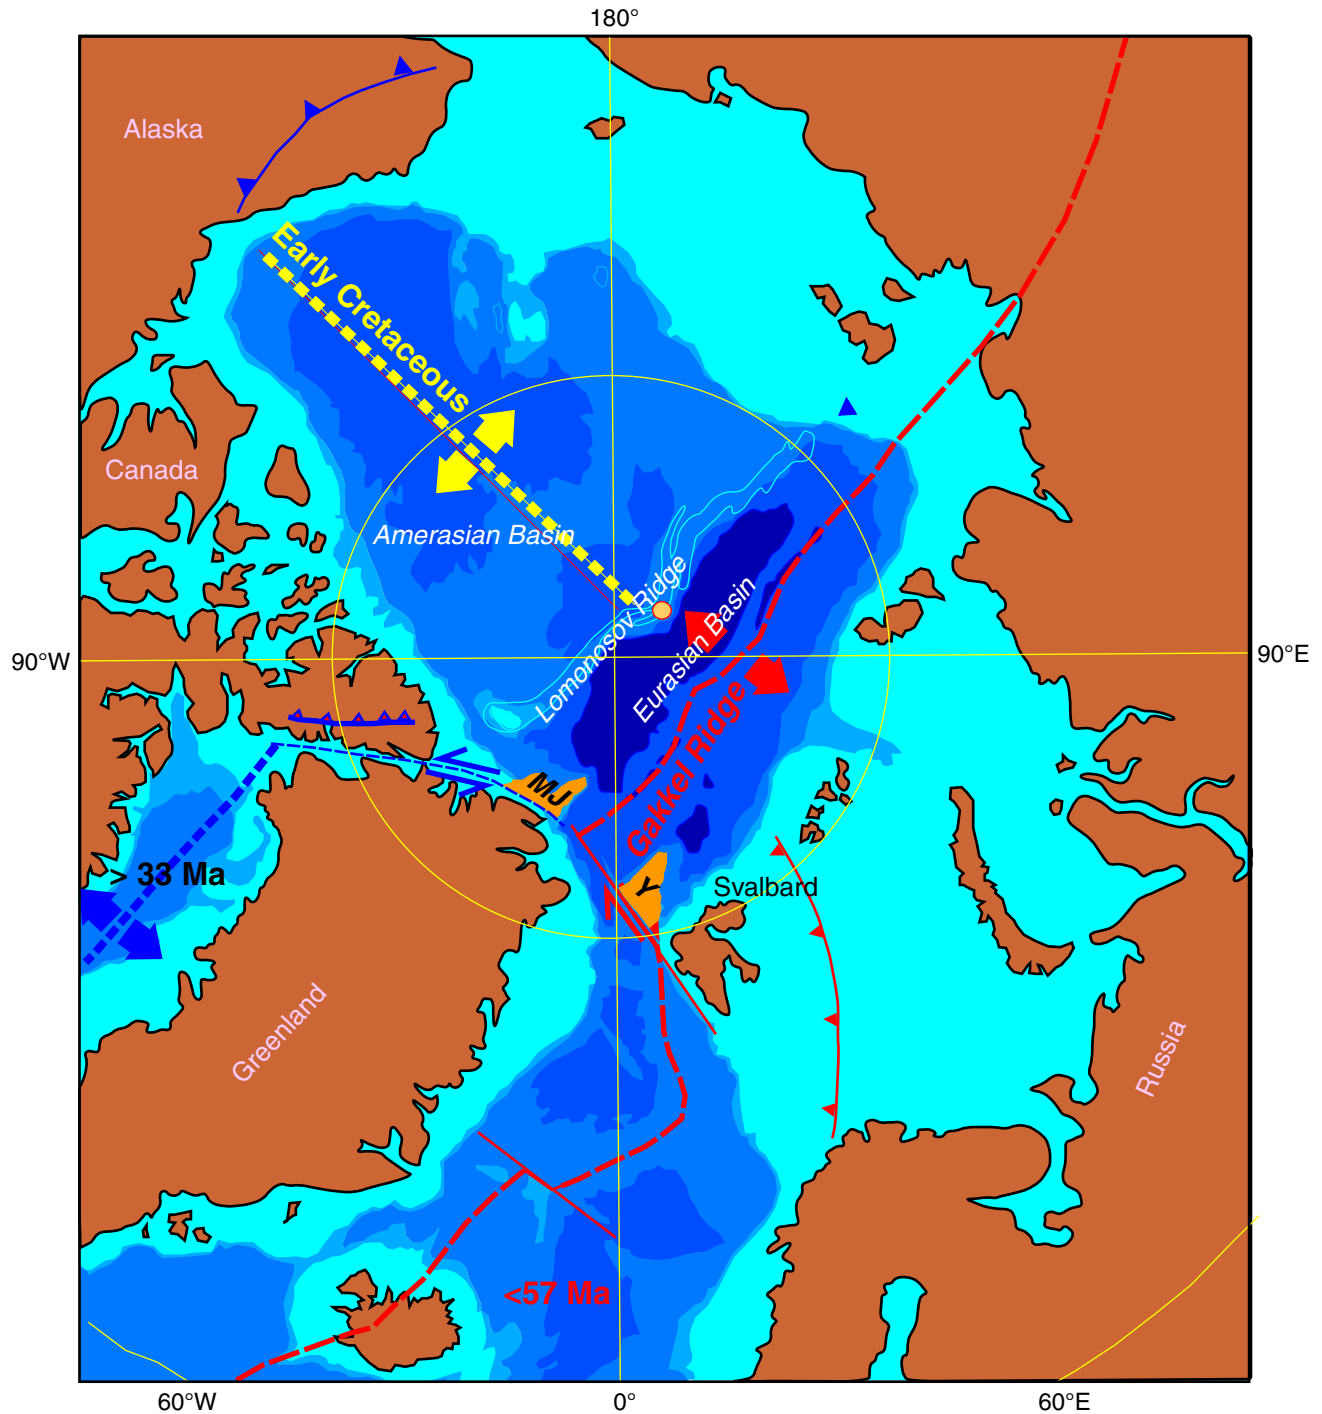 180°
Alaska
Early Cretaceous
Canada
Amerasian Basin
Lomonosov Ridge
Eurasian Basin
90°W
90°E
Gakkel Ridge
MJ
> 33 Ma
Y
Svalbard
Greenland
Russia
<57 Ma
60°W
0°
60°E